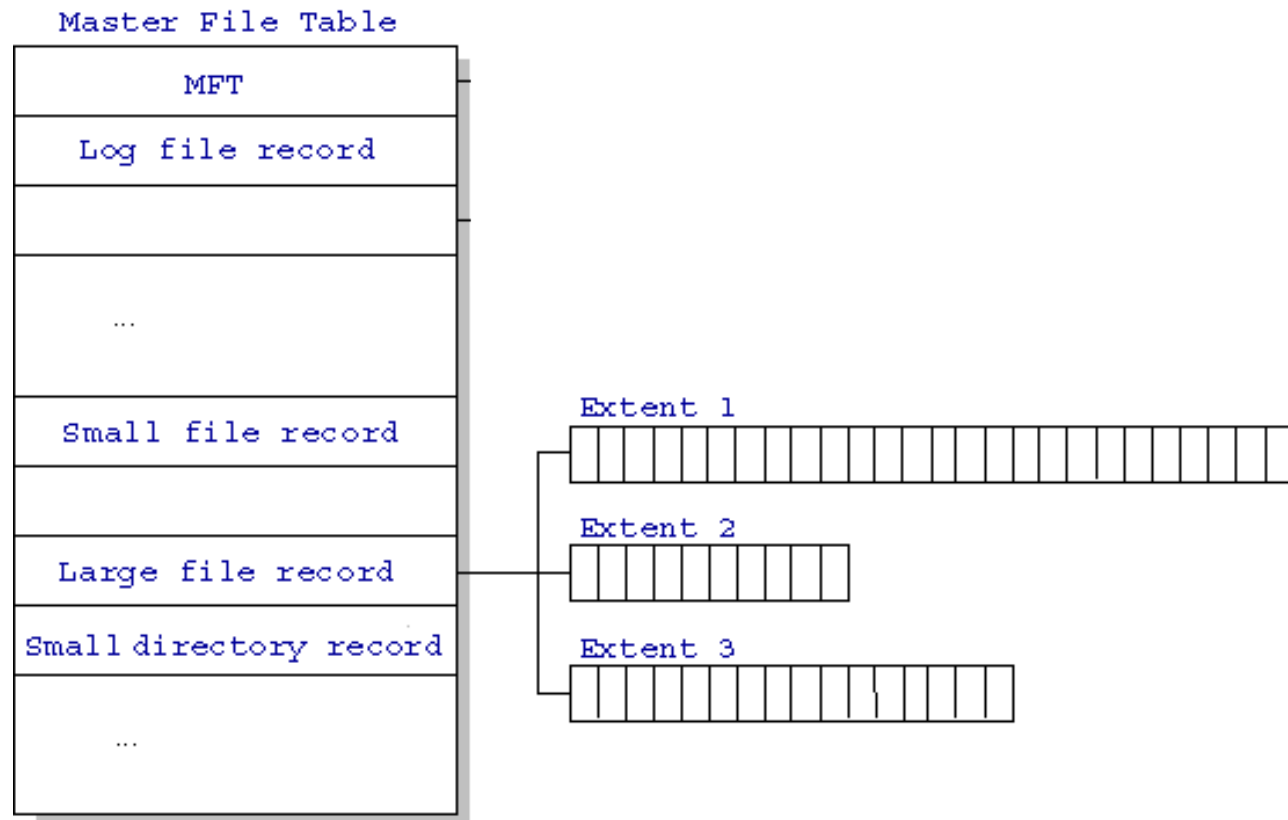 Master File Table
MFT
Log file record
...
Small file record
Extent 1
Extent 2
Large file record
Small directory record
Extent 3
...